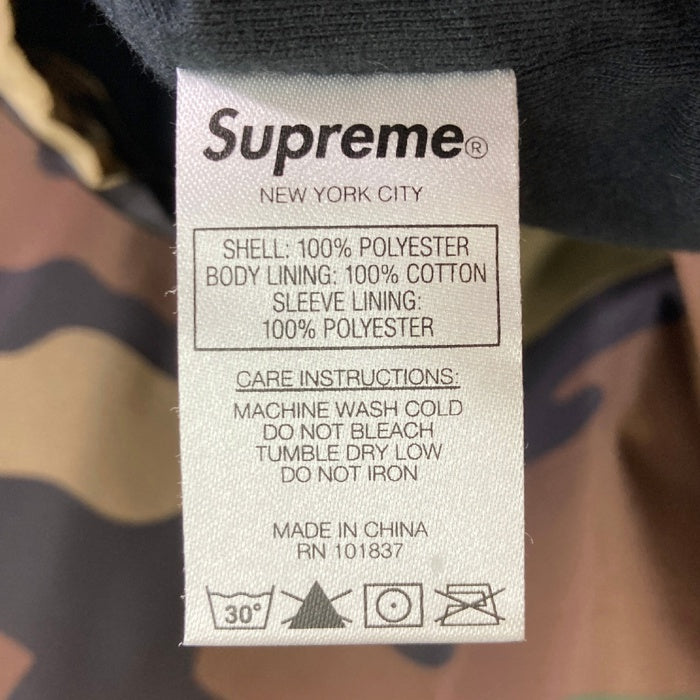 Supreme®
NEW YORK CITY
SHELL: 100% POLYESTER
BODY LINING: 100% COTTON
SLEEVE LINING:
100% POLYESTER
CARE INSTRUCTIONS:
MACHINE WASH COLD
DO NOT BLEACH
TUMBLE DRY LOW
DO NOT IRON
MADE IN CHINA
RN 101837
30°